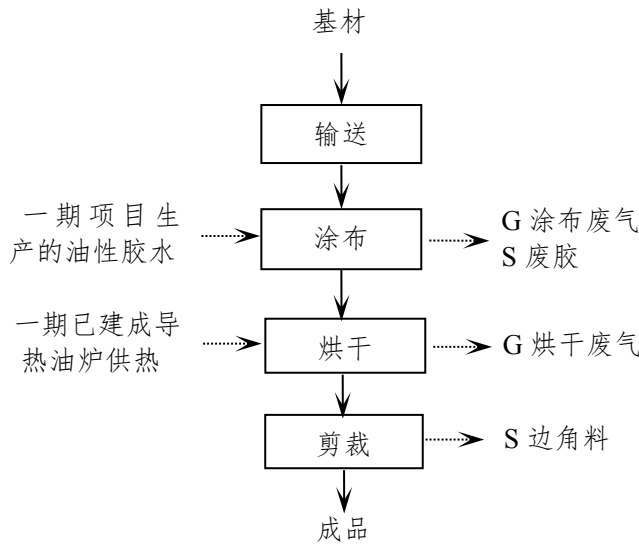 基材
输送
一期项目生
产的油性胶水
涂布
G 涂布废气
S 废胶
一期已建成导
热油炉供热
烘干
G 烘干废气
剪裁
S 边角料
成品